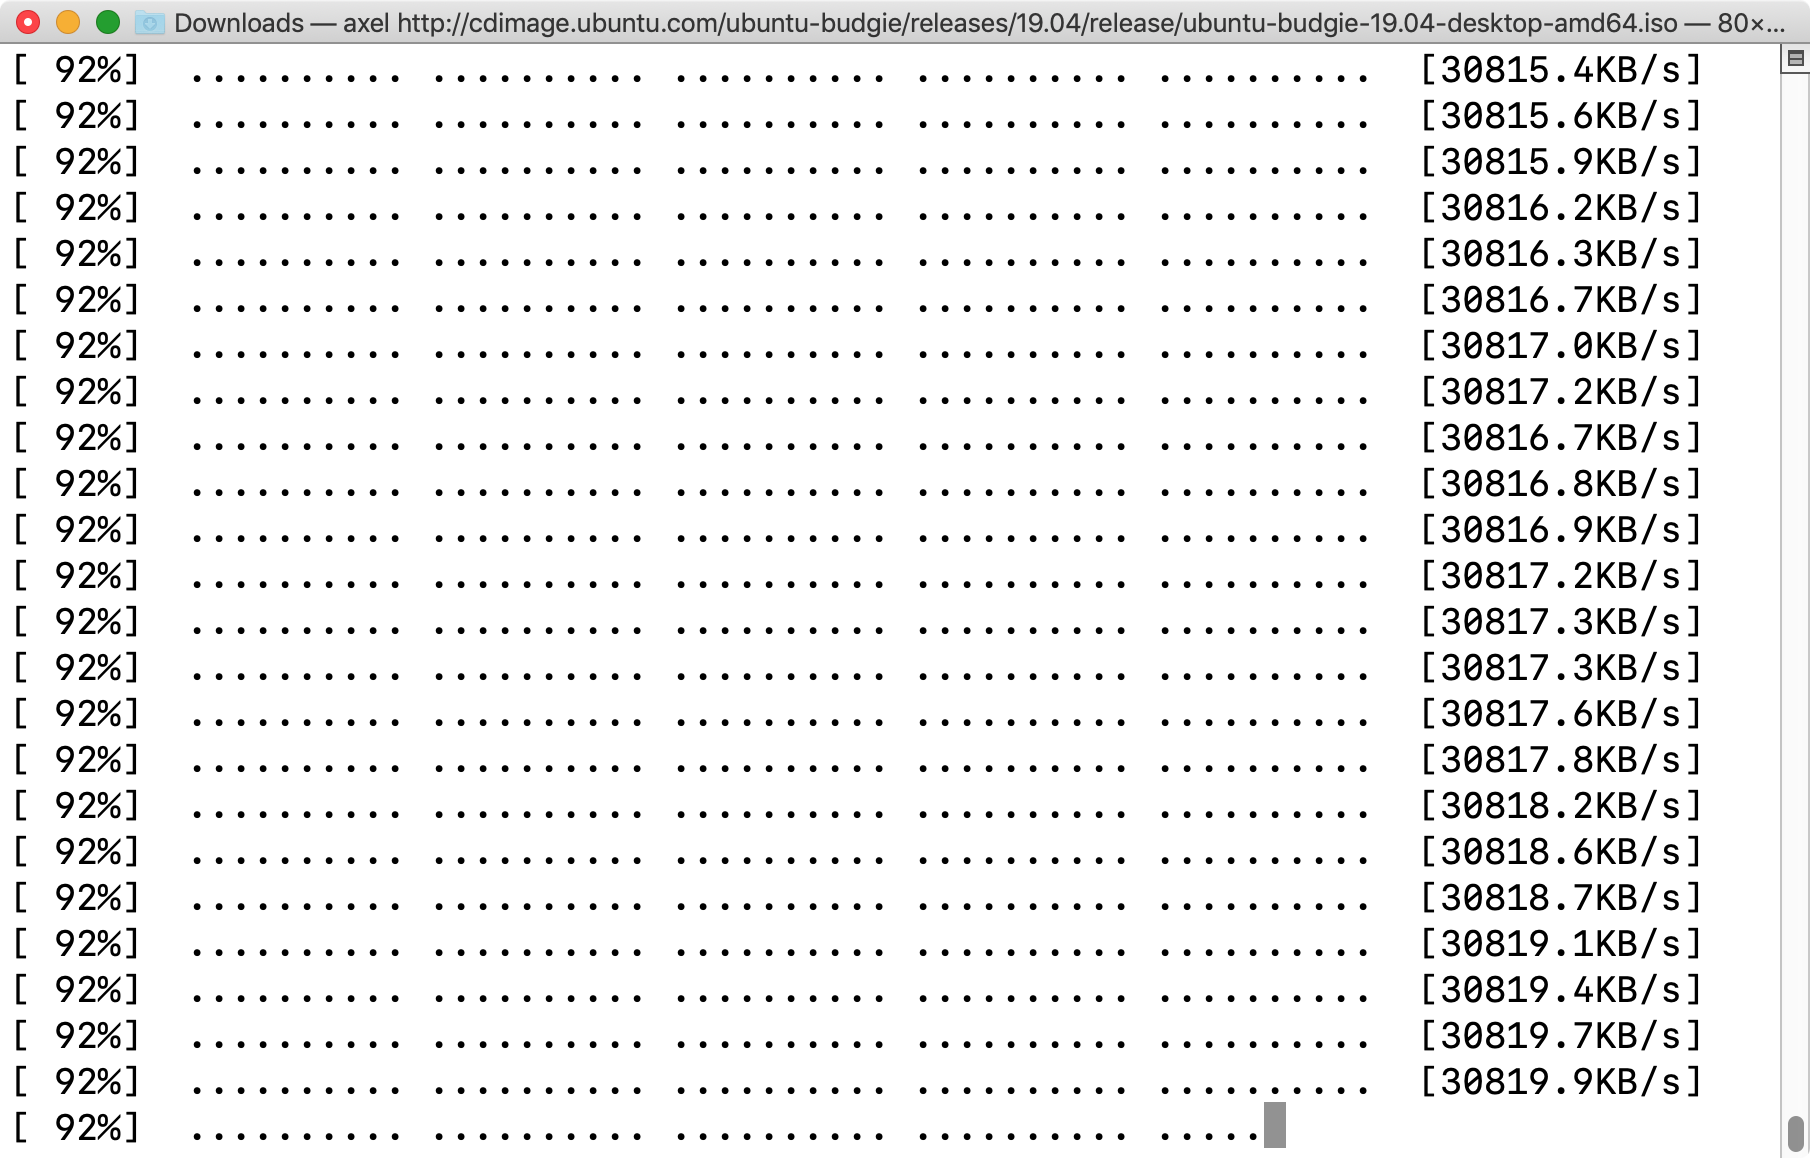 Downloads — axel http://cdimage.ubuntu.com/ubuntu-budgie/releases/19.04/release/ubuntu-budgie-19.04-desktop-amd64.iso — 80×...
[ 92%]  .......... .......... .......... .......... ..........  [30815.4KB/s]
[ 92%]  .......... .......... .......... .......... ..........  [30815.6KB/s]
[ 92%]  .......... .......... .......... .......... ..........  [30815.9KB/s]
[ 92%]  .......... .......... .......... .......... ..........  [30816.2KB/s]
[ 92%]  .......... .......... .......... .......... ..........  [30816.3KB/s]
[ 92%]  .......... .......... .......... .......... ..........  [30816.7KB/s]
[ 92%]  .......... .......... .......... .......... ..........  [30817.0KB/s]
[ 92%]  .......... .......... .......... .......... ..........  [30817.2KB/s]
[ 92%]  .......... .......... .......... .......... ..........  [30816.7KB/s]
[ 92%]  .......... .......... .......... .......... ..........  [30816.8KB/s]
[ 92%]  .......... .......... .......... .......... ..........  [30816.9KB/s]
[ 92%]  .......... .......... .......... .......... ..........  [30817.2KB/s]
[ 92%]  .......... .......... .......... .......... ..........  [30817.3KB/s]
[ 92%]  .......... .......... .......... .......... ..........  [30817.3KB/s]
[ 92%]  .......... .......... .......... .......... ..........  [30817.6KB/s]
[ 92%]  .......... .......... .......... .......... ..........  [30817.8KB/s]
[ 92%]  .......... .......... .......... .......... ..........  [30818.2KB/s]
[ 92%]  .......... .......... .......... .......... ..........  [30818.6KB/s]
[ 92%]  .......... .......... .......... .......... ..........  [30818.7KB/s]
[ 92%]  .......... .......... .......... .......... ..........  [30819.1KB/s]
[ 92%]  .......... .......... .......... .......... ..........  [30819.4KB/s]
[ 92%]  .......... .......... .......... .......... ..........  [30819.7KB/s]
[ 92%]  .......... .......... .......... .......... ..........  [30819.9KB/s]
[ 92%]  .......... .......... .......... .......... .....